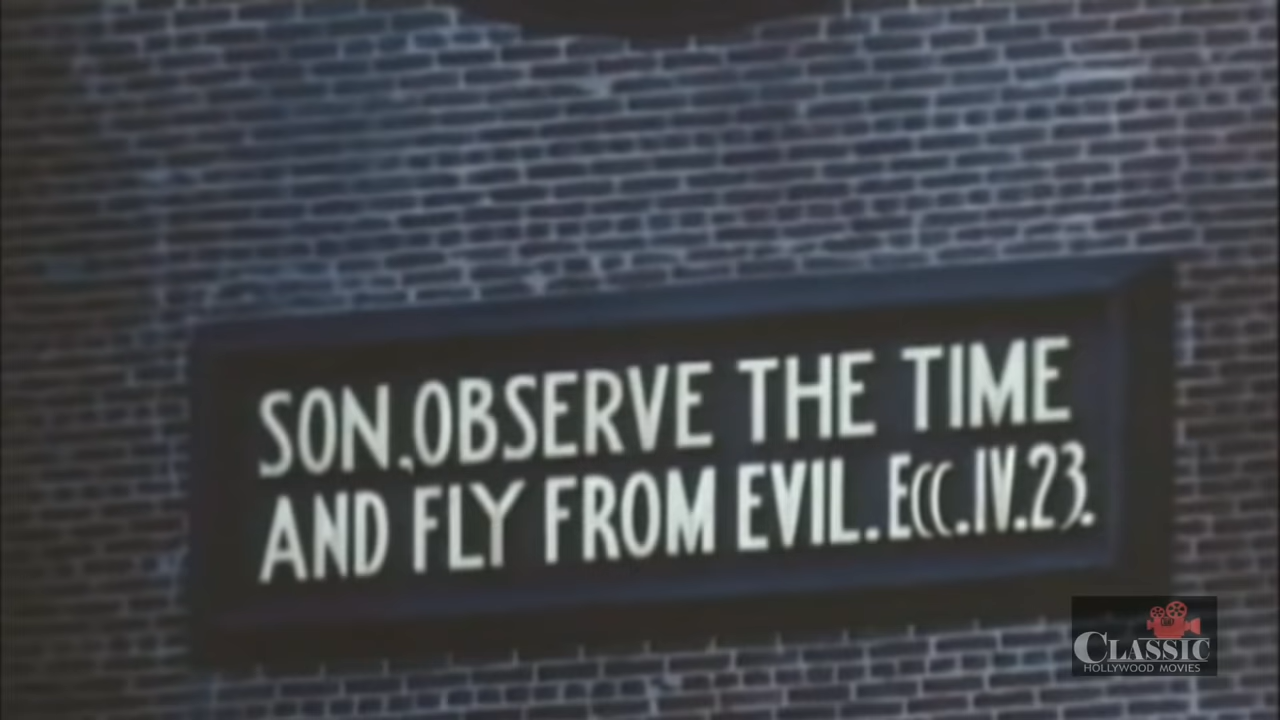 SON, OBSERVE THE TIME
AND FLY FROM EVIL. ECC. IV. 23.
CLASSIC
HOLLYWOOD MOVIES